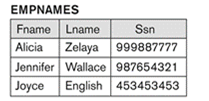 EMPNAMES
Fname Lname Ssn
Alicia Zelaya 999887777
Jennifer Wallace 987654321
Joyce English 453453453